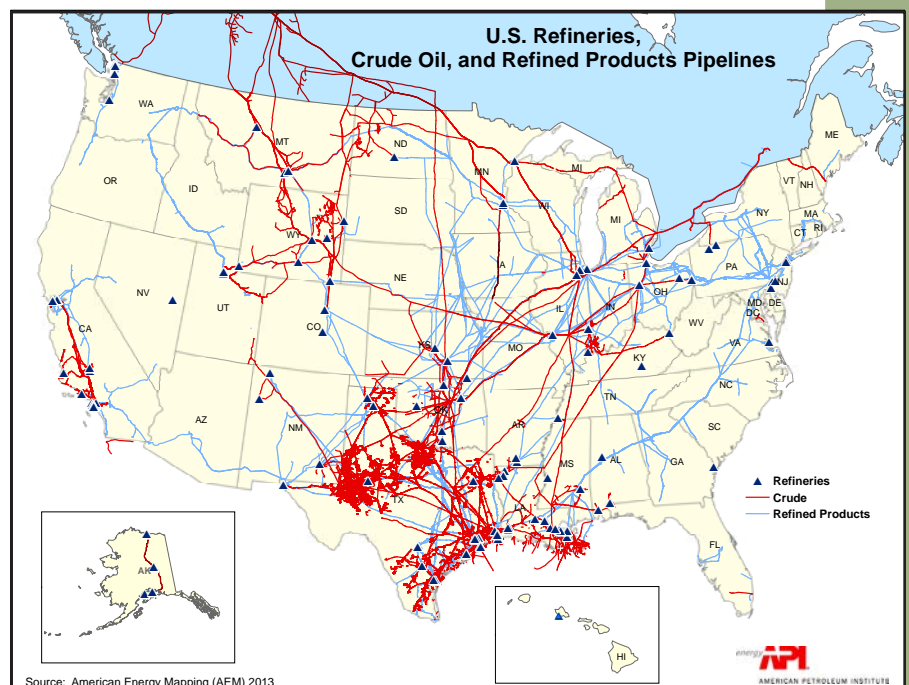 U.S. Refineries,
Crude Oil, and Refined Products Pipelines
WA
MT
ND
MN
ME
OR
ID
SD
WI
MI
MI
VT
NH
NY
MA
CT
RI
WY
NE
IA
PA
NJ
NV
UT
CO
KS
MO
IL
IN
OH
WV
MD
DE
DC
VA
CA
KY
AZ
NM
OK
AR
TN
NC
SC
TX
LA
MS
AL
GA
FL
Refineries
Crude
Refined Products
AK
HI
energy API
AMERICAN PETROLEUM INSTITUTE
Source: American Energy Mapping (AEM) 2013